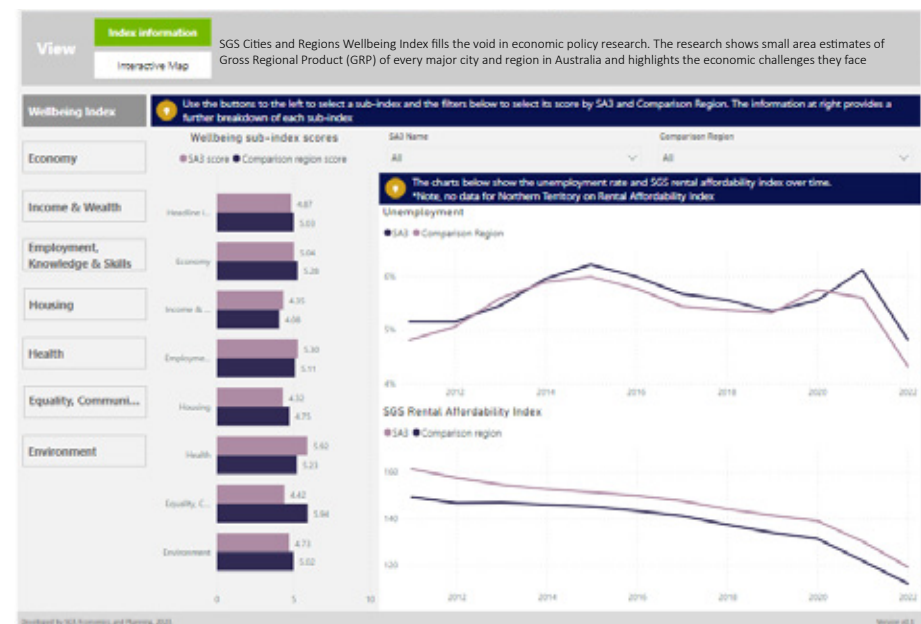 View
Index information
Interactive Map
SGS Cities and Regions Wellbeing Index fills the void in economic policy research. The research shows small area estimates of
Gross Regional Product (GRP) of every major city and region in Australia and highlights the economic challenges they face
Wellbeing Index
Economy
Income & Wealth
Employment,
Knowledge & Skills
Housing
Health
Equality, Communi...
Environment
Use the buttons to the left to select a sub-index and the filters below to select its score by SA3 and Comparison Region. The information at right provides a
further breakdown of each sub-index
Wellbeing sub-index scores
SA3 score Comparison region score
Headline i... 4.87
5.03
Economy 5.04
5.28
Income &... 4.35
4.08
Employme... 5.30
5.11
Housing 4.32
4.75
Health 5.92
5.23
Equality, C... 4.42
5.94
Environment 4.73
5.02
0 5 10
SA3 Name
All
Comparison Region
All
The charts below show the unemployment rate and SGS rental affordability index over time.
*Note, no data for Northern Territory on Rental Affordability Index
Unemployment
SA3 Comparison Region
6%
5%
4%
2012 2014 2016 2018 2020 2022
SGS Rental Affordability Index
SA3 Comparison region
160
140
120
2012 2014 2016 2018 2020 2022
Developed by SGS Economics and Planning, 2023